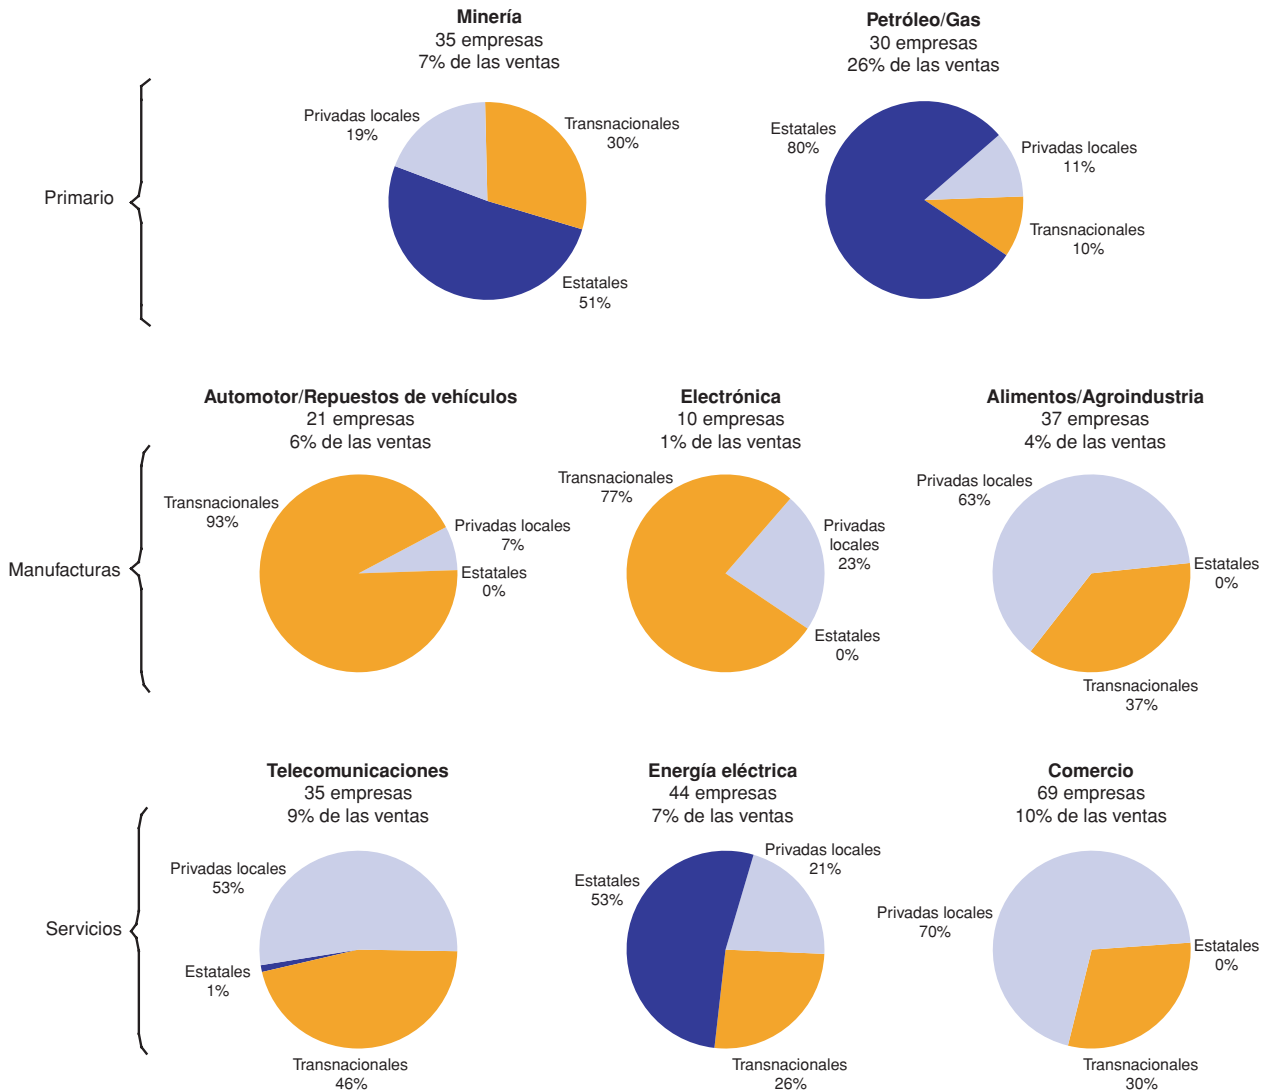 Minería
35 empresas
7% de las ventas
Petróleo/Gas
30 empresas
26% de las ventas
Primario
Privadas locales
19%
Transnacionales
30%
Estatales
51%
Estatales
80%
Privadas locales
11%
Transnacionales
10%
Automotor/Repuestos de vehículos
21 empresas
6% de las ventas
Electrónica
10 empresas
1% de las ventas
Alimentos/Agroindustria
37 empresas
4% de las ventas
Manufacturas
Transnacionales
93%
Privadas locales
7%
Estatales
0%
Transnacionales
77%
Privadas
locales
23%
Estatales
0%
Privadas locales
63%
Estatales
0%
Transnacionales
37%
Telecomunicaciones
35 empresas
9% de las ventas
Energía eléctrica
44 empresas
7% de las ventas
Comercio
69 empresas
10% de las ventas
Servicios
Privadas locales
53%
Estatales
1%
Transnacionales
46%
Estatales
53%
Privadas locales
21%
Transnacionales
26%
Privadas locales
70%
Estatales
0%
Transnacionales
30%